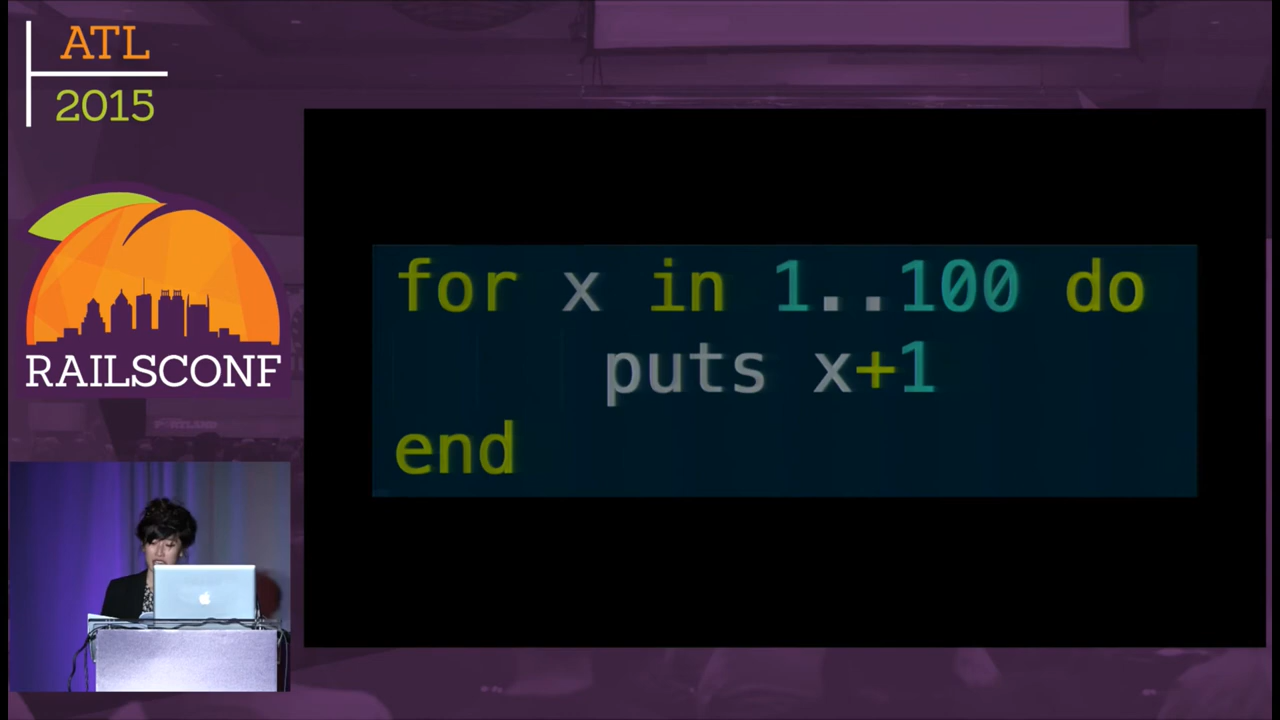 ATL
2015
RAILSCONF
for x in 1..100 do
puts x+1
end